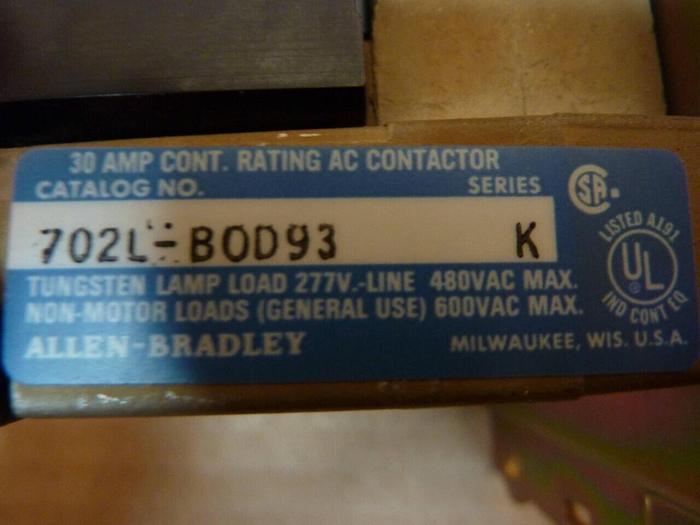 30 AMP CONT. RATING AC CONTACTOR
CATALOG NO. SERIES
702L-BOD93 K
TUNGSTEN LAMP LOAD 277V.-LINE 480VAC MAX.
NON-MOTOR LOADS (GENERAL USE) 600VAC MAX.
ALLEN-BRADLEY MILWAUKEE, WIS. U.S.A.
SA
LISTED A191
UL
IND CONT EQ